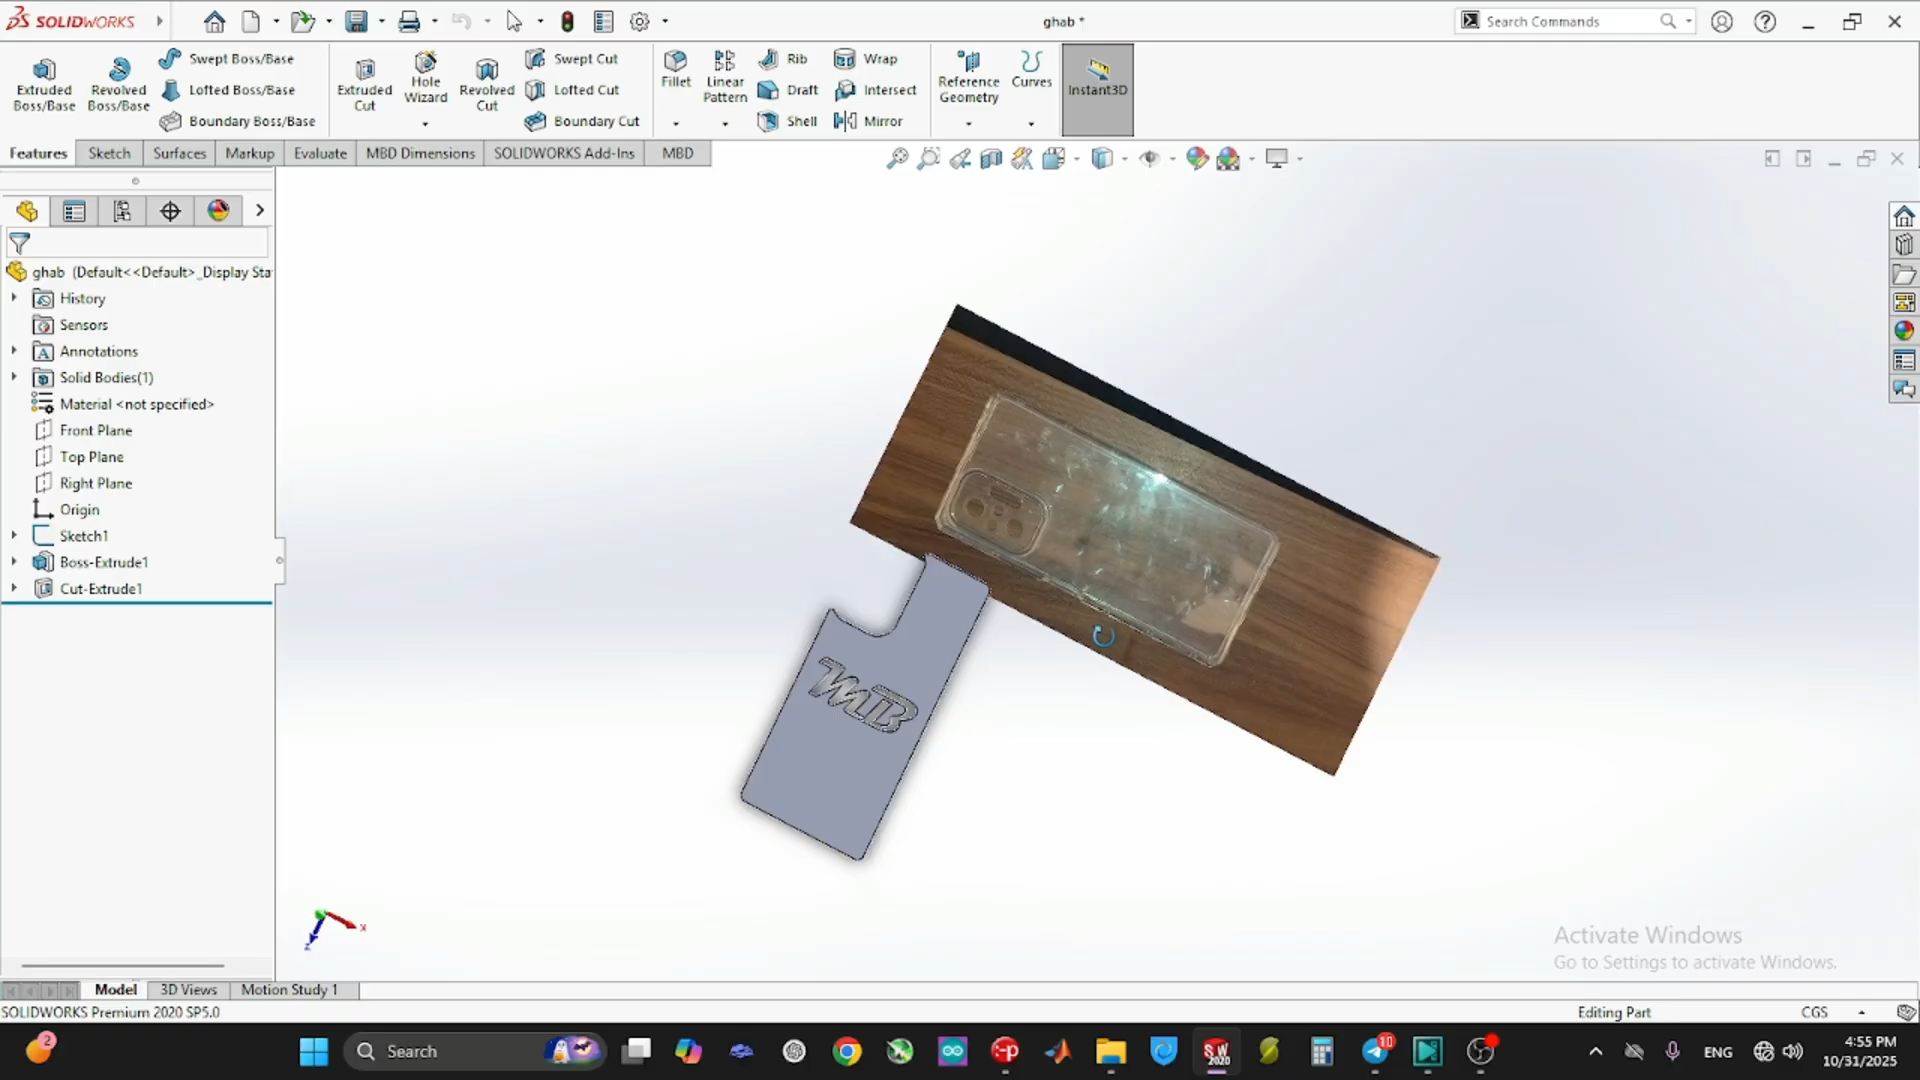 SOLIDWORKS
ghab *
Search Commands
Extruded Boss/Base
Revolved Boss/Base
Swept Boss/Base
Lofted Boss/Base
Boundary Boss/Base
Extruded Cut
Hole Wizard
Revolved Cut
Swept Cut
Lofted Cut
Boundary Cut
Fillet
Linear Pattern
Rib
Draft
Shell
Wrap
Intersect
Mirror
Reference Geometry
Curves
Instant3D
Features Sketch Surfaces Markup Evaluate MBD Dimensions SOLIDWORKS Add-Ins MBD
ghab (Default<<Default>_Display Sta
History
Sensors
Annotations
Solid Bodies(1)
Material <not specified>
Front Plane
Top Plane
Right Plane
Origin
Sketch1
Boss-Extrude1
Cut-Extrude1
MTB
x
z
Activate Windows
Go to Settings to activate Windows.
Model 3D Views Motion Study 1
SOLIDWORKS Premium 2020 SP5.0
Editing Part
CGS
2
Search
SW 2020
10
ENG
4:55 PM
10/31/2025